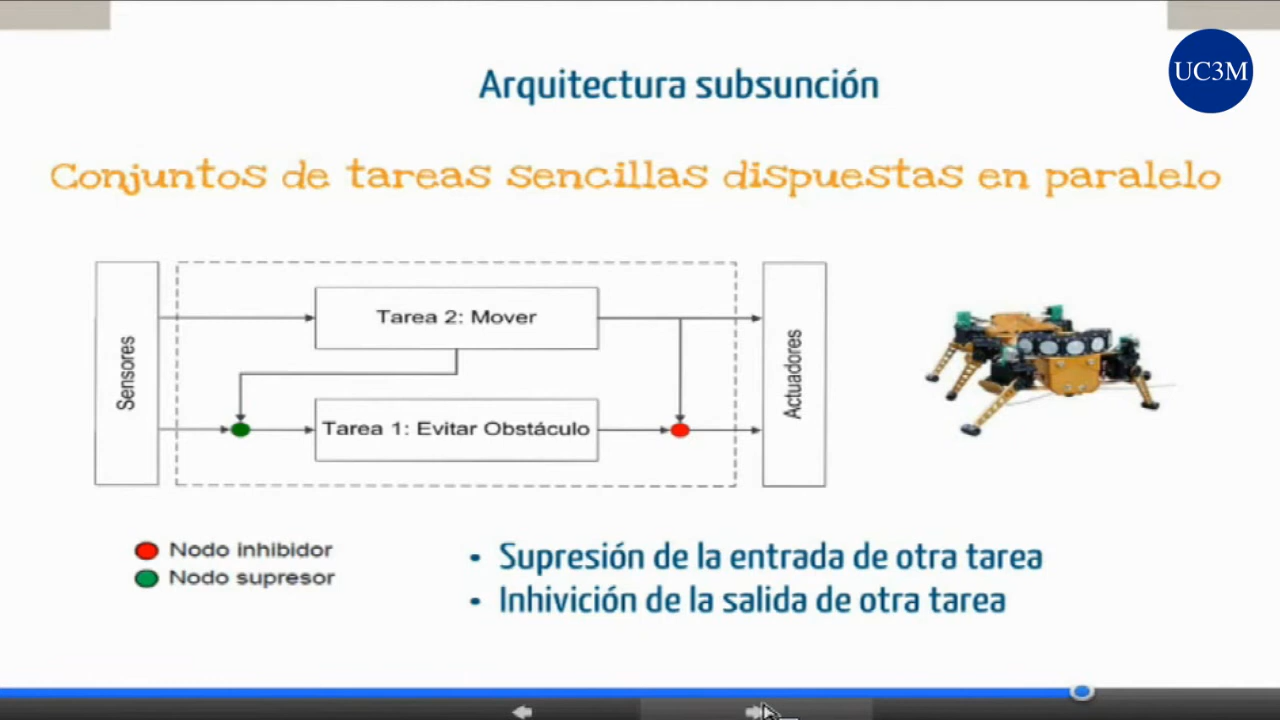 UC3M
Arquitectura subsunción
Conjuntos de tareas sencillas dispuestas en paralelo
Sensores
Tarea 2: Mover
Tarea 1: Evitar Obstáculo
Actuadores
Nodo inhibidor
Nodo supresor
• Supresión de la entrada de otra tarea
• Inhivición de la salida de otra tarea